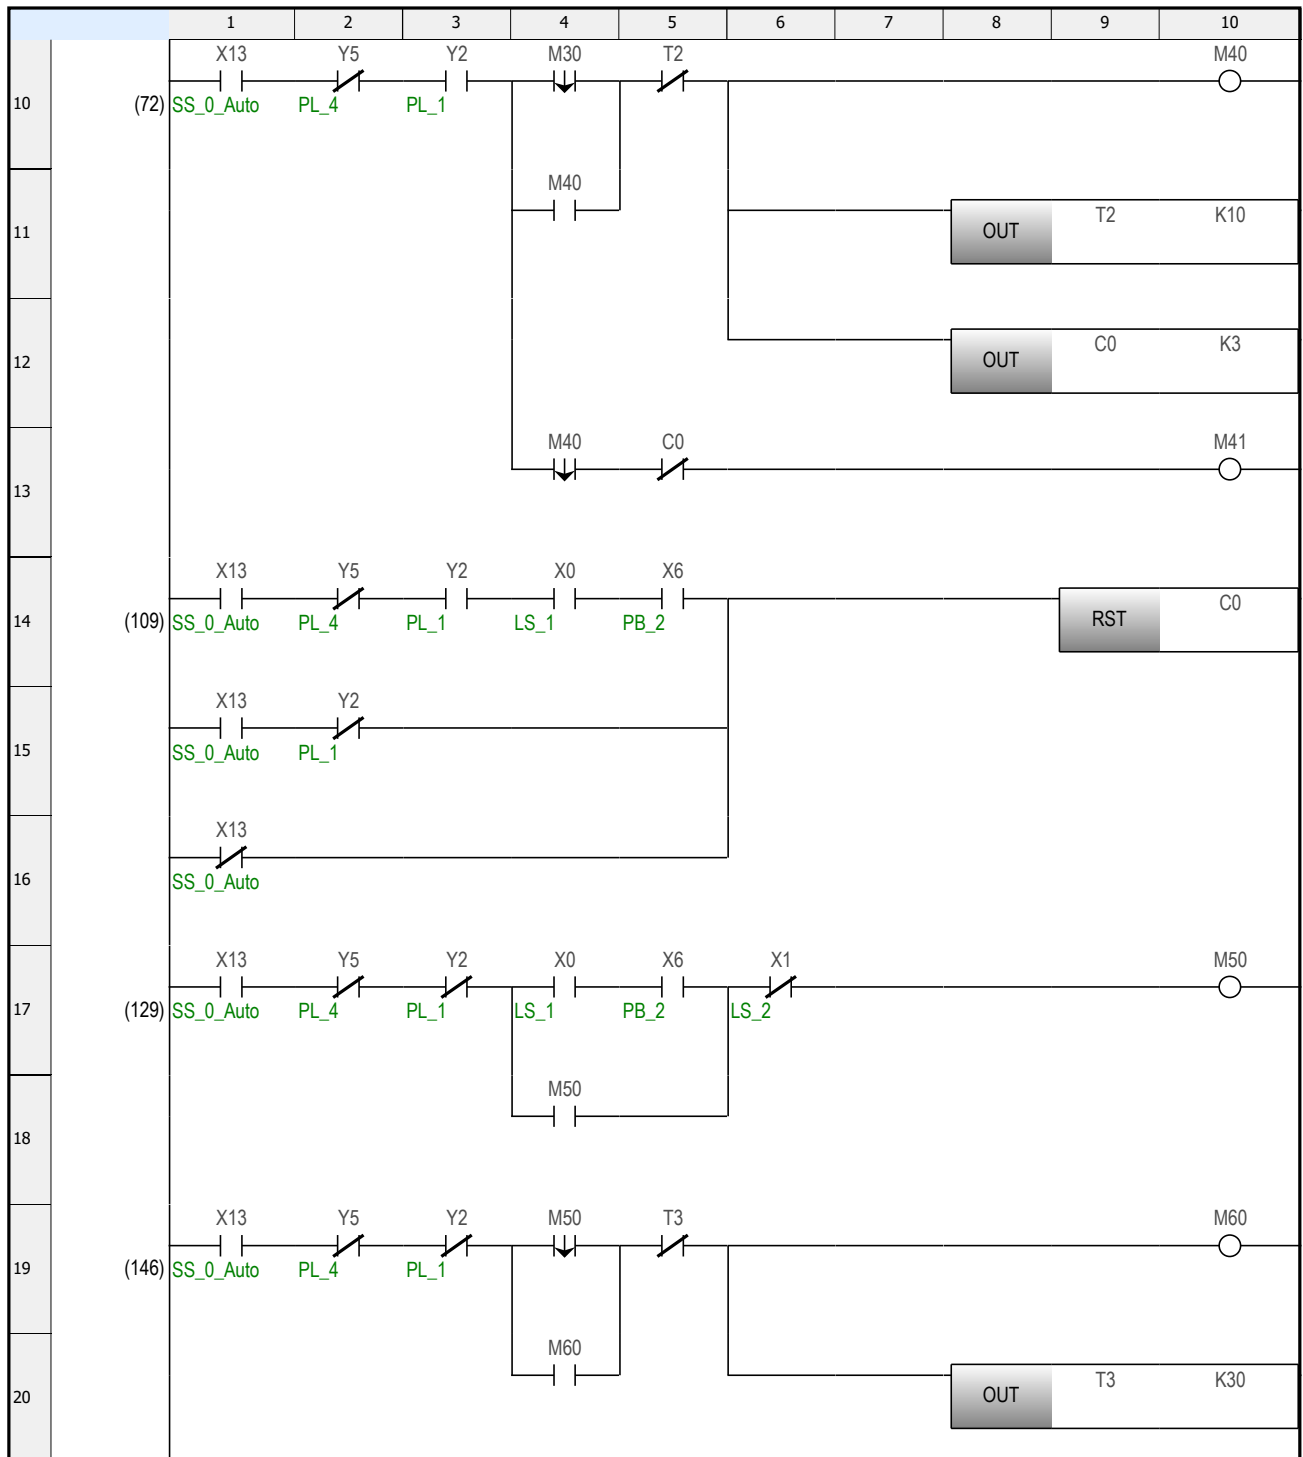 1 2 3 4 5 6 7 8 9 10
X13 Y5 Y2 M30 T2 M40
10 (72) SS_0_Auto PL_4 PL_1
M40
11 OUT T2 K10
12 OUT C0 K3
M40 C0 M41
13
X13 Y5 Y2 X0 X6
14 (109) SS_0_Auto PL_4 PL_1 LS_1 PB_2 RST C0
X13 Y2
15 SS_0_Auto PL_1
X13
16 SS_0_Auto
X13 Y5 Y2 X0 X6 X1 M50
17 (129) SS_0_Auto PL_4 PL_1 LS_1 PB_2 LS_2
M50
18
X13 Y5 Y2 M50 T3 M60
19 (146) SS_0_Auto PL_4 PL_1
M60
20 OUT T3 K30